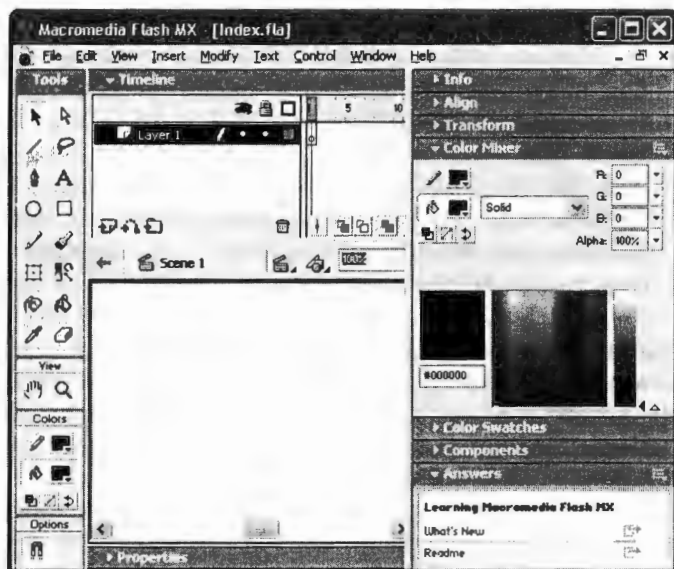 Macromedia Flash MX - [Index.fla]
File Edit View Insert Modify Text Control Window Help
Tools
Timeline
1 5 10
Layer 1
Scene 1
100%
View
Colors
Options
Properties
Info
Align
Transform
Color Mixer
R: 0
Solid
G: 0
B: 0
Alpha: 100%
#000000
Color Swatches
Components
Answers
Learning Macromedia Flash MX
What's New
Readme